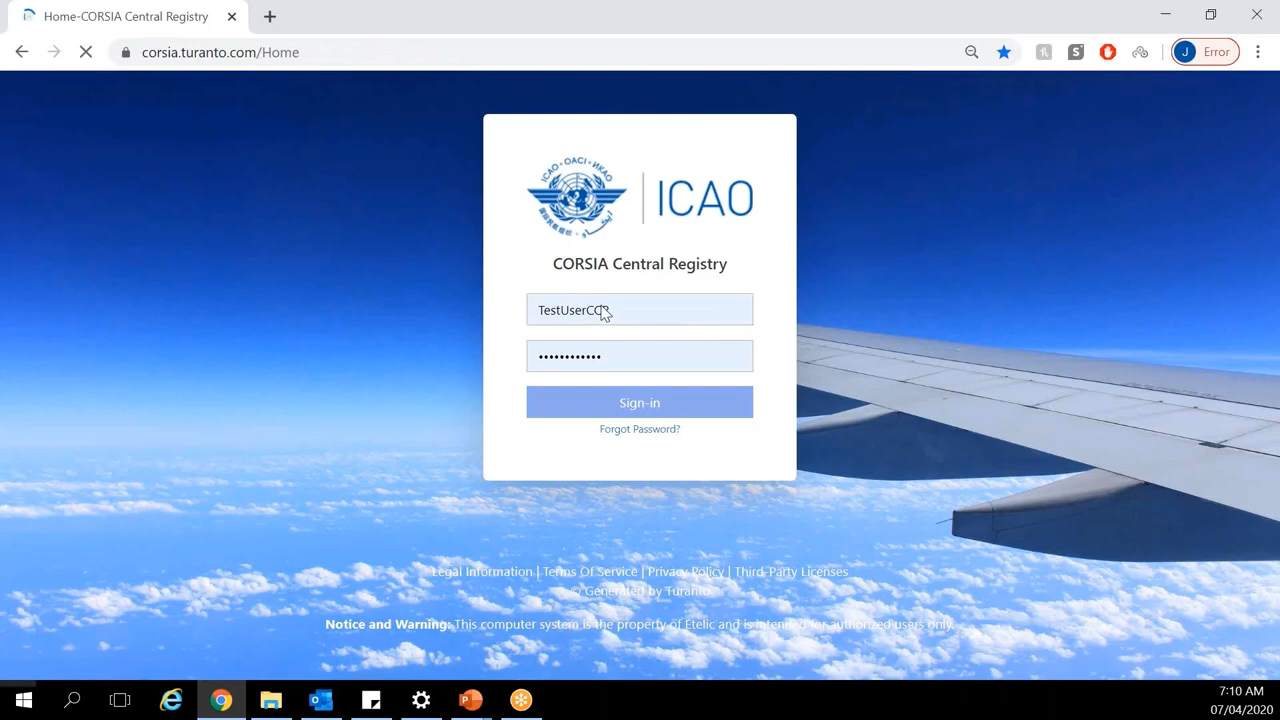 Home-CORSIA Central Registry
corsia.turanto.com/Home
J Error
ICAO
CORSIA Central Registry
Sign-in
Forgot Password?
Legal Information | Terms Of Service | Privacy Policy | Third-Party Licenses
© Generated by Turanto
Notice and Warning: This computer system is the property of Etelic and is intended for authorized users only.
7:10 AM
07/04/2020